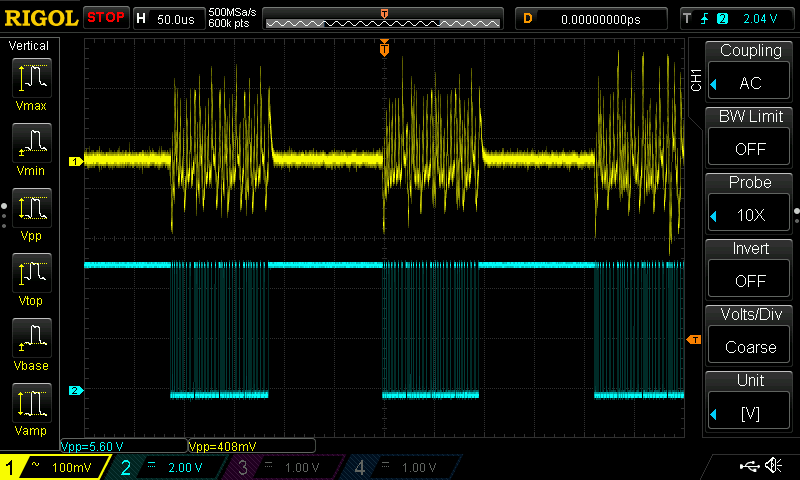 RIGOL STOP H 50.0us 500MSa/s 600k pts T D 0.00000000ps T 2 2.04 V
Vertical
Vmax
Vmin
Vpp
Vtop
Vbase
Vamp
T
1
2
T
CH1
Coupling
AC
BW Limit
OFF
Probe
10X
Invert
OFF
Volts/Div
Coarse
Unit
[V]
Vpp=5.60 V Vpp=408mV
1 ~ 100mV 2 = 2.00 V 3 = 1.00 V 4 = 1.00 V